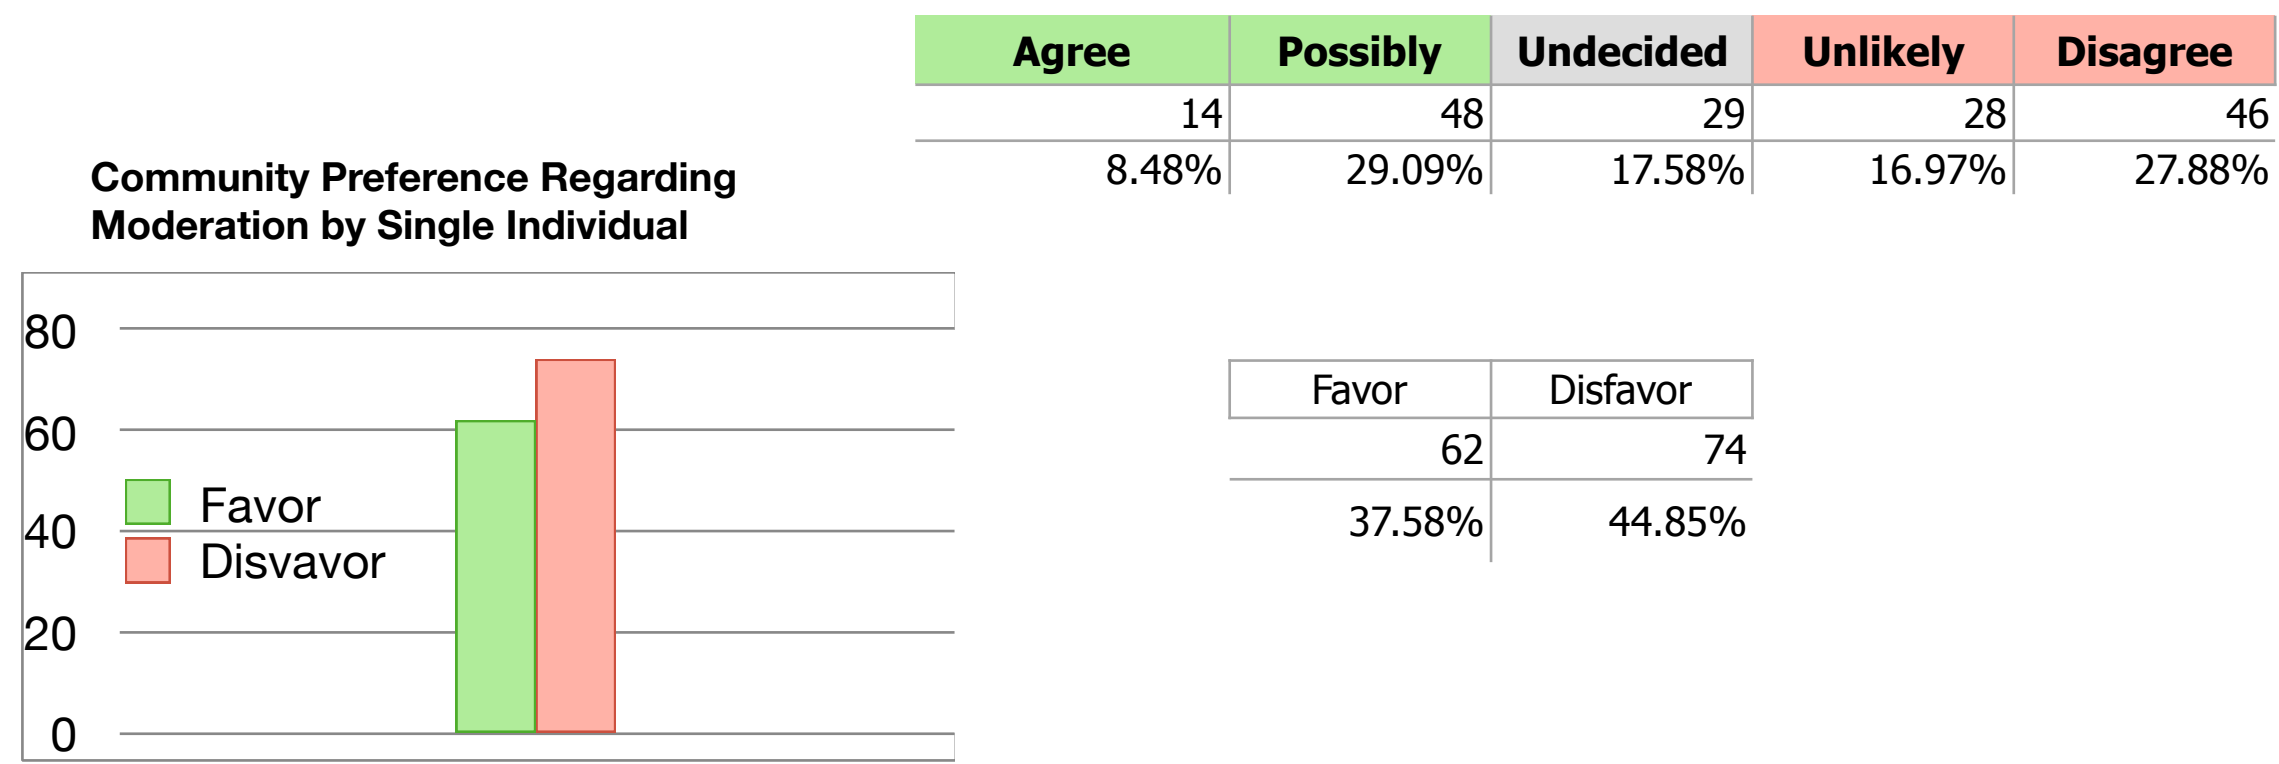 Agree Possibly Undecided Unlikely Disagree
14 48 29 28 46
8.48% 29.09% 17.58% 16.97% 27.88%
Community Preference Regarding
Moderation by Single Individual
80
60
40
20
0
Favor
Disvavor
Favor Disfavor
62 74
37.58% 44.85%